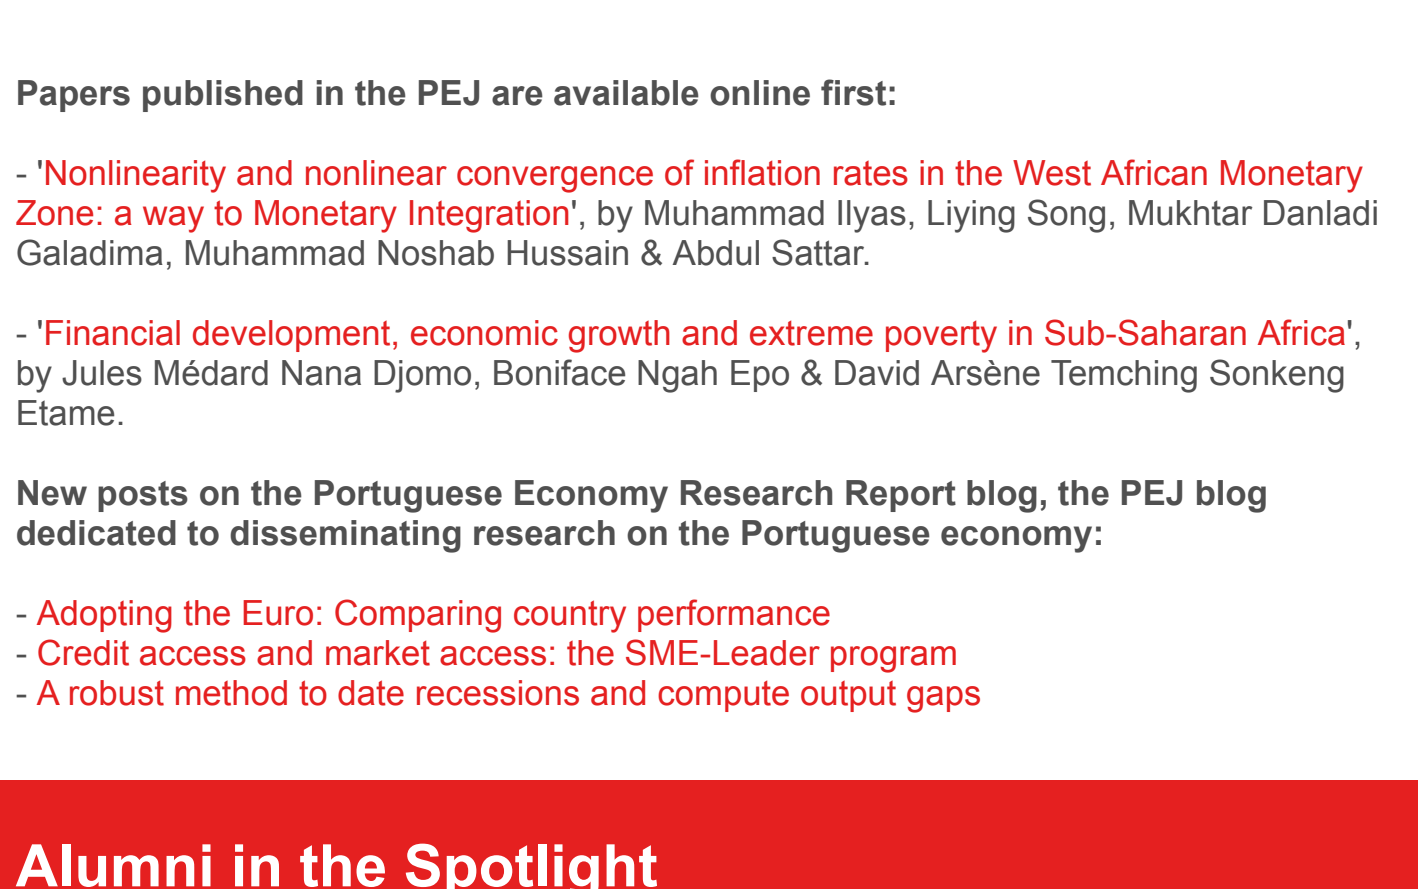 Papers published in the PEJ are available online first:
- 'Nonlinearity and nonlinear convergence of inflation rates in the West African Monetary
Zone: a way to Monetary Integration', by Muhammad Ilyas, Liying Song, Mukhtar Danladi
Galadima, Muhammad Noshab Hussain & Abdul Sattar.
- 'Financial development, economic growth and extreme poverty in Sub-Saharan Africa',
by Jules Médard Nana Djomo, Boniface Ngah Epo & David Arsène Temching Sonkeng
Etame.
New posts on the Portuguese Economy Research Report blog, the PEJ blog
dedicated to disseminating research on the Portuguese economy:
- Adopting the Euro: Comparing country performance
- Credit access and market access: the SME-Leader program
- A robust method to date recessions and compute output gaps
Alumni in the Spotlight